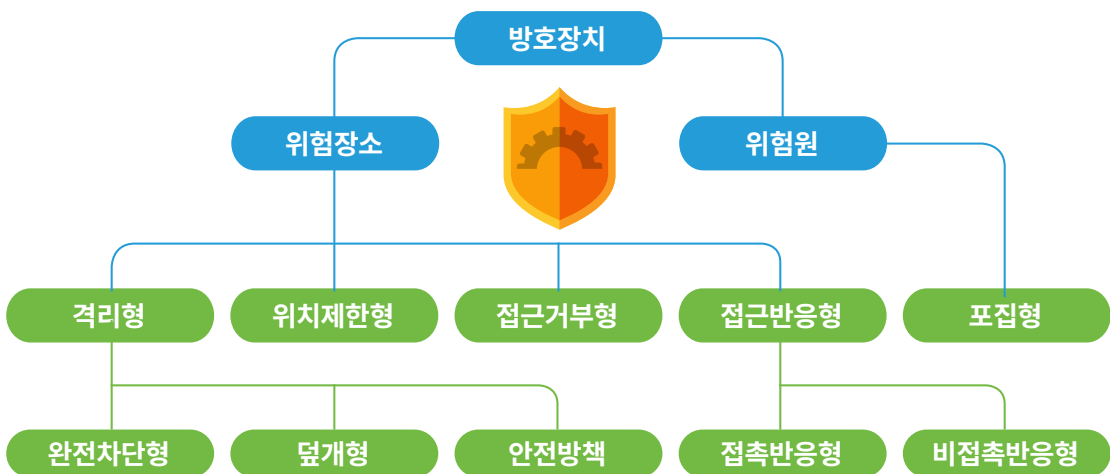 방호장치
위험장소
위험원
격리형
위치제한형
접근거부형
접근반응형
포집형
완전차단형
덮개형
안전방책
접촉반응형
비접촉반응형